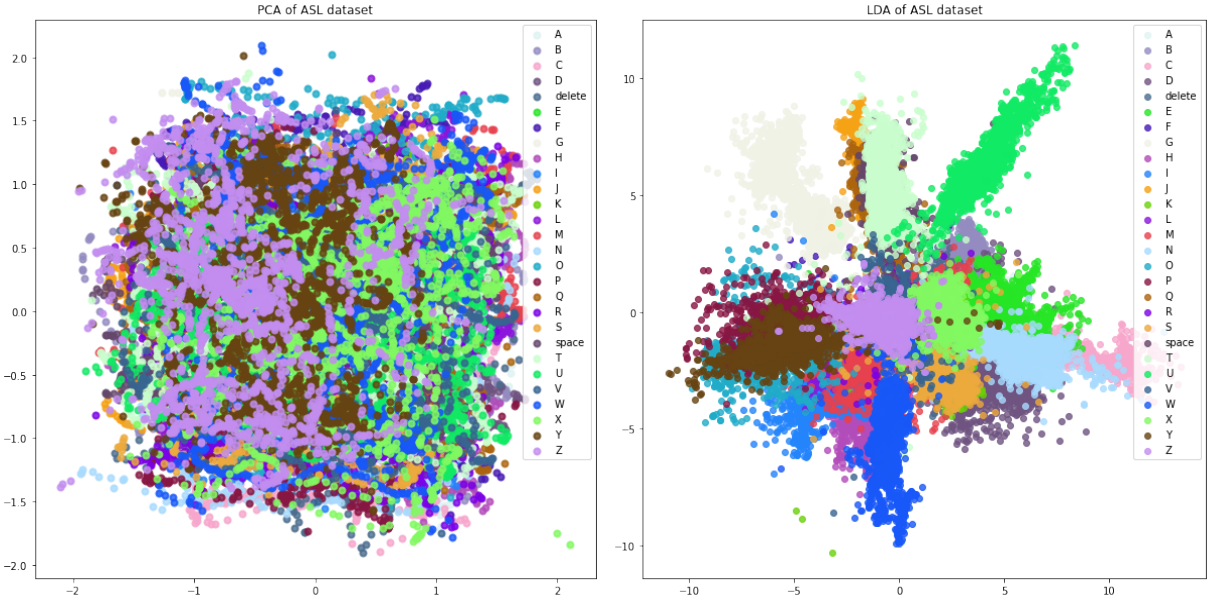 PCA of ASL dataset
2.0
1.5
1.0
0.5
0.0
−0.5
−1.0
−1.5
−2.0
−2
−1
0
1
2
A
B
C
D
delete
E
F
G
H
I
J
K
L
M
N
O
P
Q
R
S
space
T
U
V
W
X
Y
Z
LDA of ASL dataset
10
5
0
−5
−10
−10
−5
0
5
10
A
B
C
D
delete
E
F
G
H
I
J
K
L
M
N
O
P
Q
R
S
space
T
U
V
W
X
Y
Z